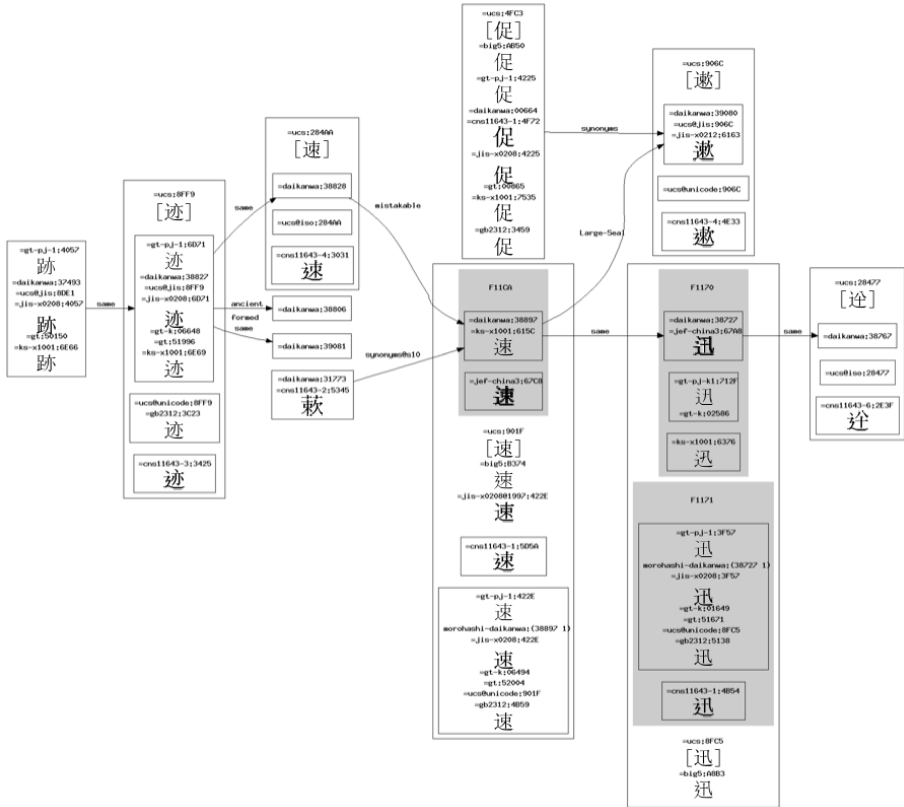 =gt-pj-1;4057
跡
=daikanwa;37493
=ucs@jis;8DE1
=jis-x0208;4057
跡
=gt;50150
=ks-x1001;6E66
跡
same
=ucs;8FF9
[迹]
=gt-pj-1;6D71
迹
=daikanwa;38827
=ucs@jis;8FF9
=jis-x0208;6D71
迹
=gt-k;06648
=gt;51996
=ks-x1001;6E69
迹
=ucs@unicode;8FF9
=gb2312;3C23
迹
=cns11643-3;3425
迹
same
ancient
formed
same
=ucs;284AA
=daikanwa;38828
=ucs@iso;284AA
=cns11643-4;3031
=daikanwa;38806
=daikanwa;39081
=daikanwa;31773
=cns11643-2;5345
mistakable
synonyms@s10
=ucs;4FC3
[促]
=big5;AB50
促
=gt-pj-1;4225
促
=daikanwa;00664
=cns11643-1;4F72
促
=jis-x0208;4225
促
=gt;00865
=ks-x1001;7535
促
=gb2312;3459
促
synonyms
Large-Seal
F11CA
=daikanwa;38897
=ks-x1001;615C
速
=jef-china3;67C8
速
=ucs;901F
[速]
=big5;B374
速
=jis-x0208@1997;422E
速
=cns11643-1;5D5A
速
=gt-pj-1;422E
速
morohashi-daikanwa;(38897 1)
=jis-x0208;422E
速
=gt-k;06494
=gt;52004
=ucs@unicode;901F
=gb2312;4B59
速
same
=ucs;906C
[遬]
=daikanwa;39080
=ucs@jis;906C
=jis-x0212;6163
遬
=ucs@unicode;906C
=cns11643-4;4E33
遬
F1170
=daikanwa;38727
=jef-china3;67A8
迅
=gt-pj-k1;712F
迅
=gt-k;02586
=ks-x1001;6376
迅
F1171
=gt-pj-1;3F57
迅
morohashi-daikanwa;(38727 1)
=jis-x0208;3F57
迅
=gt-k;01649
=gt;51671
=ucs@unicode;8FC5
=gb2312;5138
迅
=cns11643-1;4B54
迅
=ucs;8FC5
[迅]
=big5;A8B3
迅
same
=ucs;28477
=daikanwa;38767
=ucs@iso;28477
=cns11643-6;2E3F